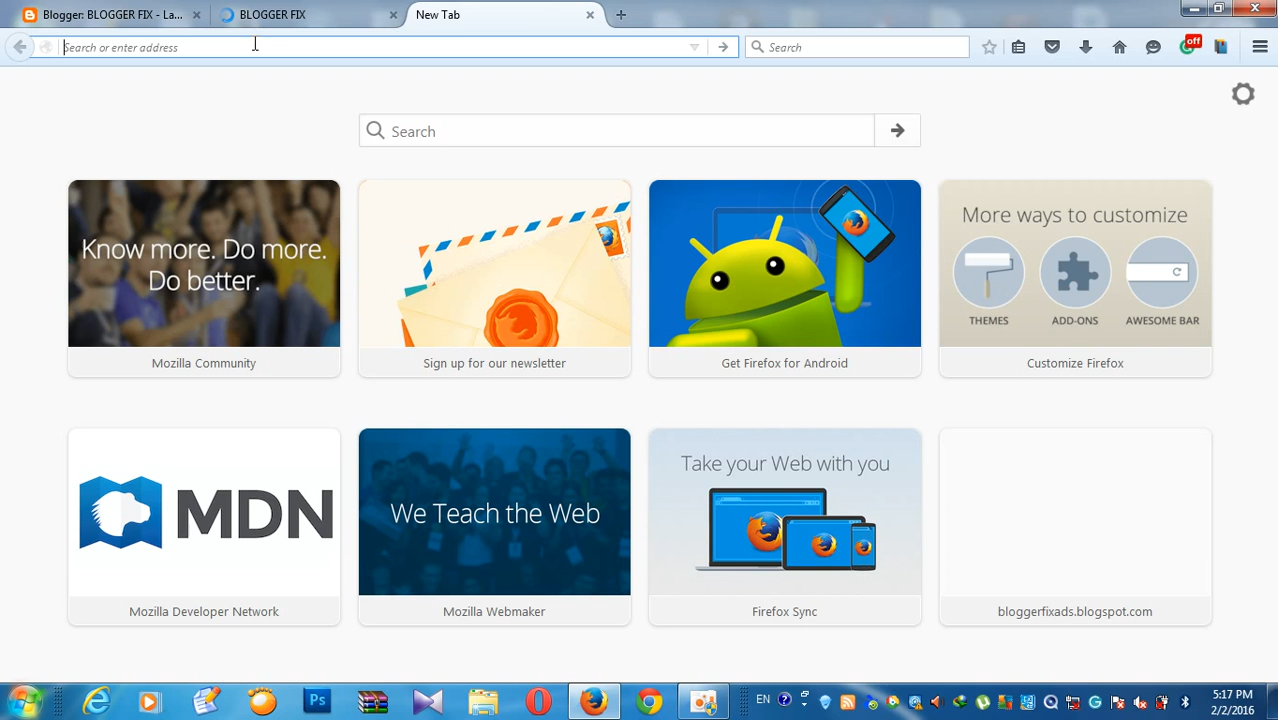 Blogger: BLOGGER FIX - La...
BLOGGER FIX
New Tab
Search or enter address
Search
off
Search
Know more. Do more.
Do better.
Mozilla Community
Sign up for our newsletter
Get Firefox for Android
More ways to customize
THEMES
ADD-ONS
AWESOME BAR
Customize Firefox
MDN
Mozilla Developer Network
We Teach the Web
Mozilla Webmaker
Take your Web with you
Firefox Sync
bloggerfixads.blogspot.com
Ps
EN
5:17 PM
2/2/2016